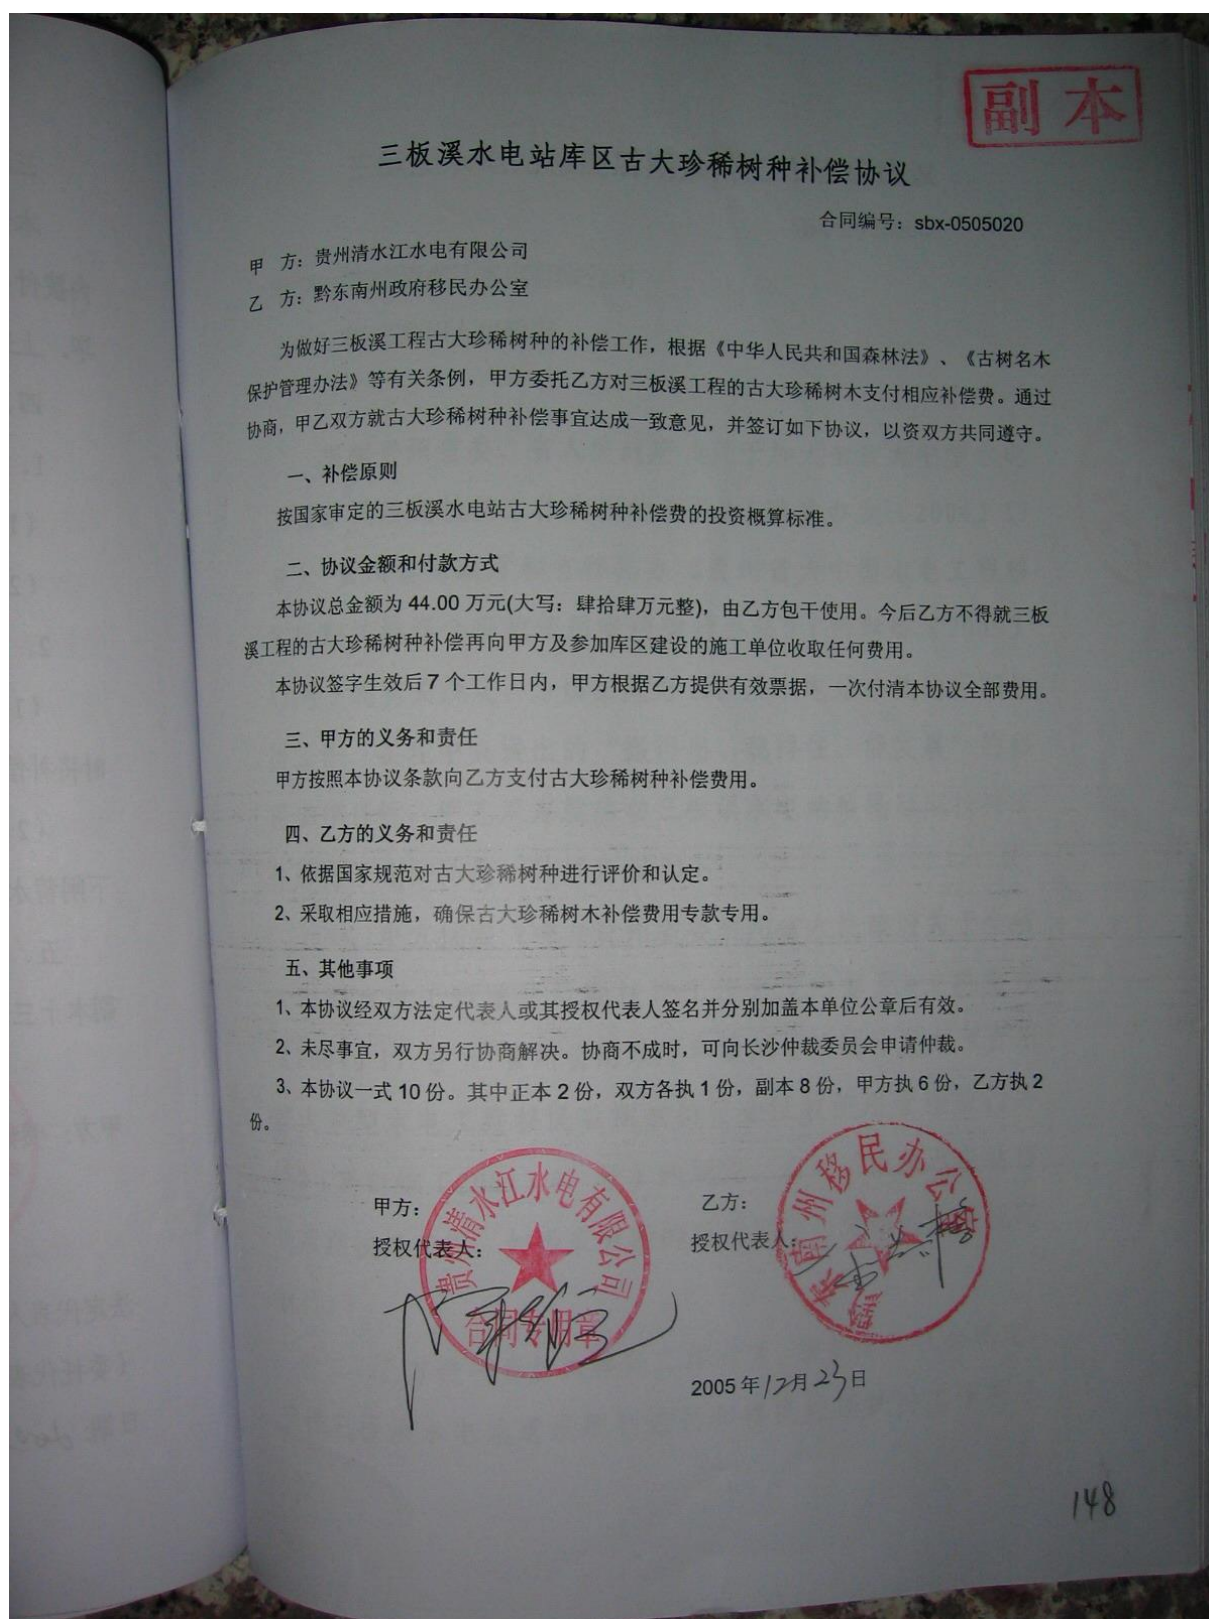 副本
三板溪水电站库区古大珍稀树种补偿协议
合同编号：sbx-0505020
甲 方：贵州清水江水电有限公司
乙 方：黔东南州政府移民办公室
为做好三板溪工程古大珍稀树种的补偿工作，根据《中华人民共和国森林法》、《古树名木
保护管理办法》等有关条例，甲方委托乙方对三板溪工程的古大珍稀树木支付相应补偿费。通过
协商，甲乙双方就古大珍稀树种补偿事宜达成一致意见，并签订如下协议，以资双方共同遵守。
一、补偿原则
按国家审定的三板溪水电站古大珍稀树种补偿费的投资概算标准。
二、协议金额和付款方式
本协议总金额为 44.00 万元(大写：肆拾肆万元整)，由乙方包干使用。今后乙方不得就三板
溪工程的古大珍稀树种补偿再向甲方及参加库区建设的施工单位收取任何费用。
本协议签字生效后 7 个工作日内，甲方根据乙方提供有效票据，一次付清本协议全部费用。
三、甲方的义务和责任
甲方按照本协议条款向乙方支付古大珍稀树种补偿费用。
四、乙方的义务和责任
1、依据国家规范对古大珍稀树种进行评价和认定。
2、采取相应措施，确保古大珍稀树木补偿费用专款专用。
五、其他事项
1、本协议经双方法定代表人或其授权代表人签名并分别加盖本单位公章后有效。
2、未尽事宜，双方另行协商解决。协商不成时，可向长沙仲裁委员会申请仲裁。
3、本协议一式 10 份。其中正本 2 份，双方各执 1 份，副本 8 份，甲方执 6 份，乙方执 2
份。
甲方：
授权代表人：
贵州清水江水电有限公司
合同专用章
乙方：
授权代表人：
黔东南州移民办公室
2005 年 12 月 23 日
148